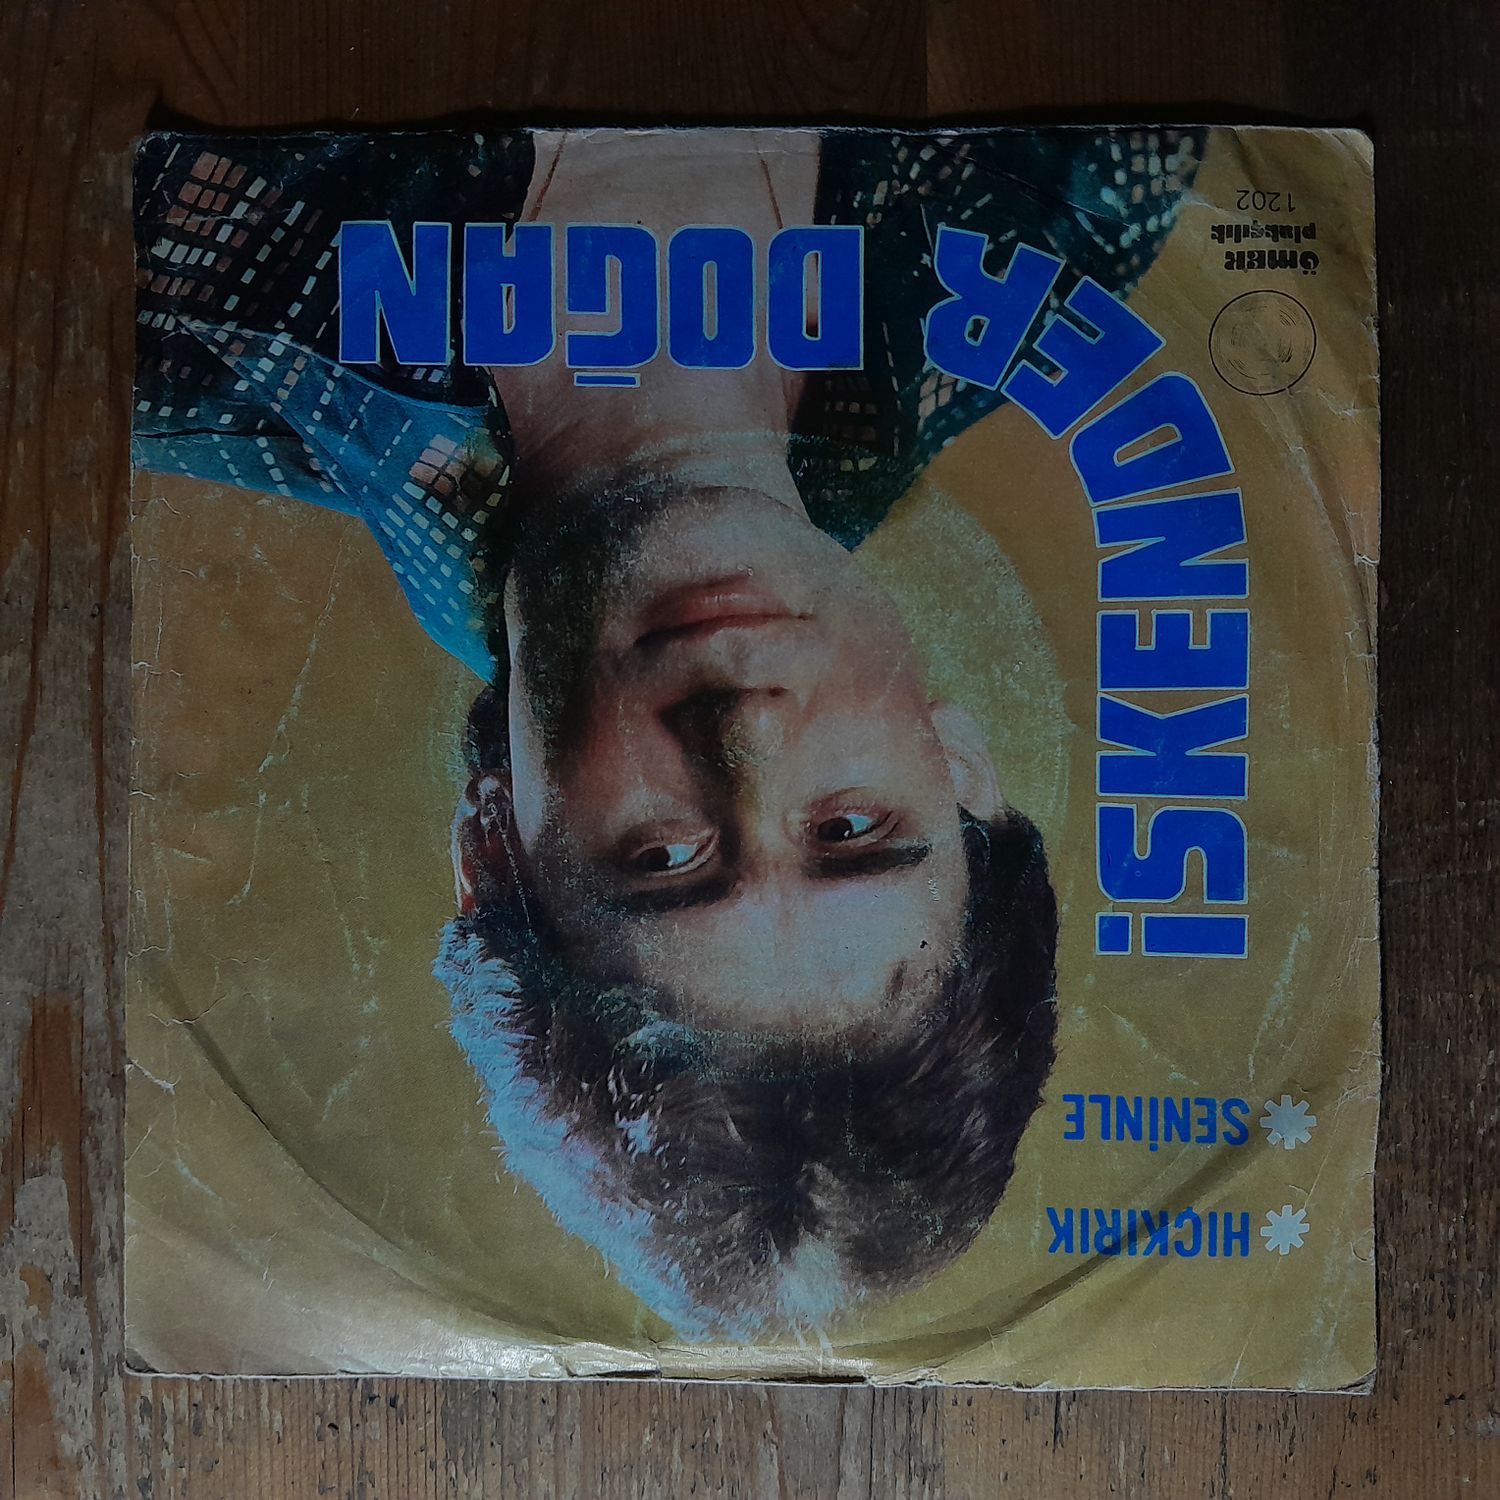 HIÇKIRIK
SENİNLE
İSKENDER
DOĞAN
ÖMER
plakçılık
1202